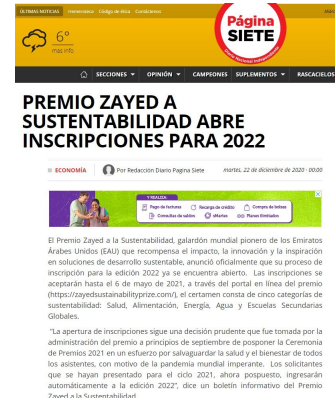 ÚLTIMAS NOTICIAS Hemeroteca Código de ética Contáctenos
Página
SIETE
Diario Nacional Independiente
6°
más info
SECCIONES OPINIÓN CAMPEONES SUPLEMENTOS RASCACIELOS
PREMIO ZAYED A
SUSTENTABILIDAD ABRE
INSCRIPCIONES PARA 2022
ECONOMÍA Por Redacción Diario Pagina Siete martes, 22 de diciembre de 2020 - 00:00
Y REALIZA
Pago de facturas Recarga de crédito Compra de bolsas
Consultas de saldos Planes ilimitados
El Premio Zayed a la Sustentabilidad, galardón mundial pionero de los Emiratos
Árabes Unidos (EAU) que recompensa el impacto, la innovación y la inspiración
en soluciones de desarrollo sustentable, anunció oficialmente que su proceso de
inscripción para la edición 2022 ya se encuentra abierto. Las inscripciones se
aceptarán hasta el 6 de mayo de 2021, a través del portal en línea del premio
(https://zayedsustainabilityprize.com/), el certamen consta de cinco categorías de
sustentabilidad: Salud, Alimentación, Energía, Agua y Escuelas Secundarias
Globales.
"La apertura de inscripciones sigue una decisión prudente que fue tomada por la
administración del premio a principios de septiembre de posponer la Ceremonia
de Premios 2021 en un esfuerzo por salvaguardar la salud y el bienestar de todos
los asistentes, con motivo de la pandemia mundial imperante. Los solicitantes
que se hayan presentado para el ciclo 2021, ahora pospuesto, ingresarán
automáticamente a la edición 2022", dice un boletín informativo del Premio
Zayed a la Sustentabilidad.